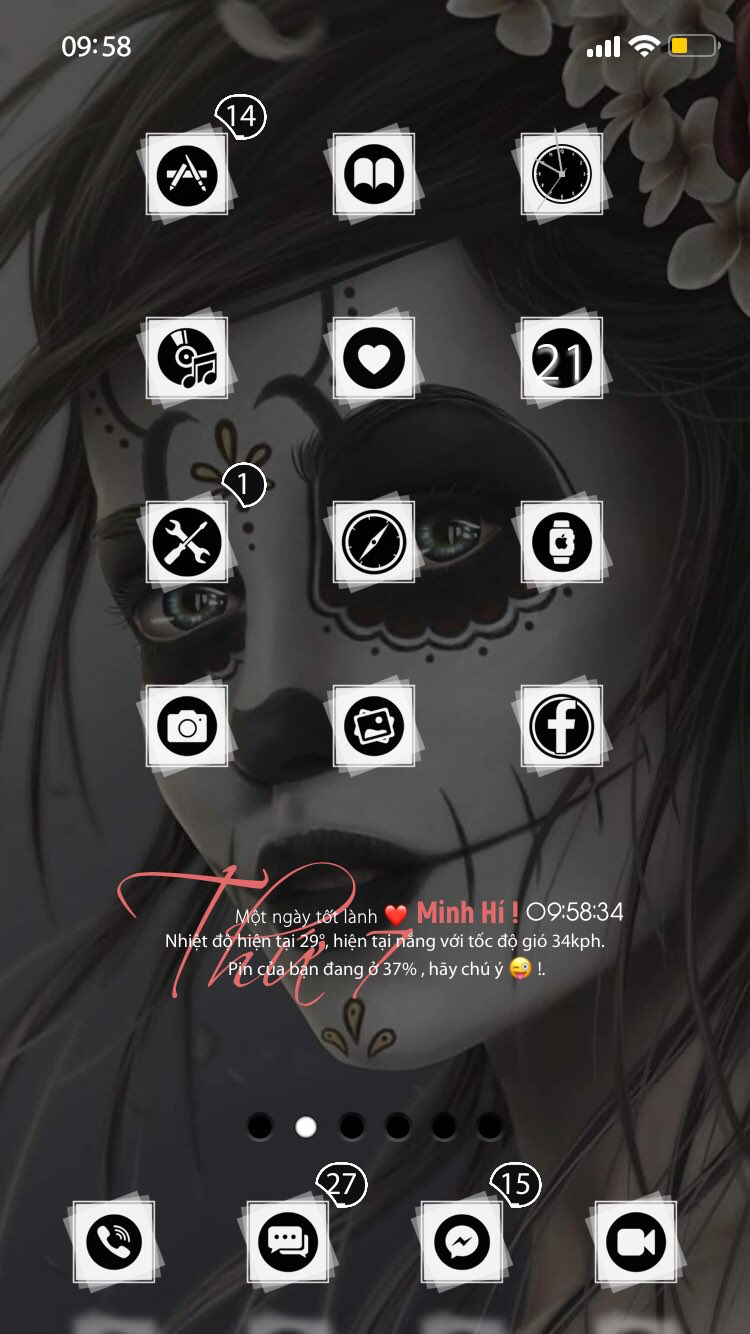 09:58
14
21
1
Thứ 7
Một ngày tốt lành ❤️ Minh Hí ! 09:58:34
Nhiệt độ hiện tại 29°, hiện tại nắng với tốc độ gió 34kph.
Pin của bạn đang ở 37% , hãy chú ý 😜 !.
27
15